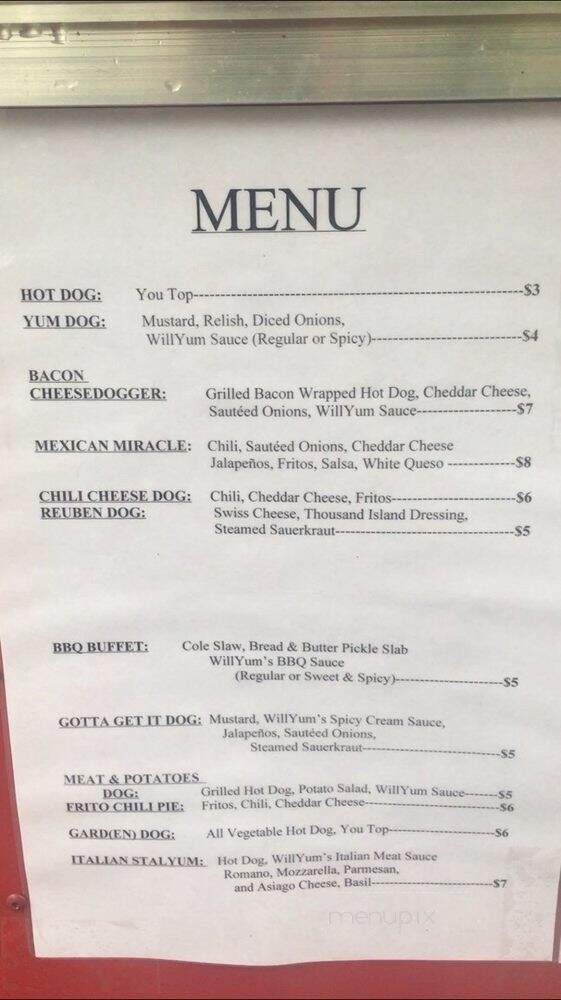 MENU
HOT DOG: You Top-----------------------------------------------------$3
YUM DOG: Mustard, Relish, Diced Onions,
WillYum Sauce (Regular or Spicy)------------------------$4
BACON
CHEESEDOGGER: Grilled Bacon Wrapped Hot Dog, Cheddar Cheese,
Sautéed Onions, WillYum Sauce----------------$7
MEXICAN MIRACLE: Chili, Sautéed Onions, Cheddar Cheese
Jalapeños, Fritos, Salsa, White Queso -----------$8
CHILI CHEESE DOG: Chili, Cheddar Cheese, Fritos--------------------$6
REUBEN DOG: Swiss Cheese, Thousand Island Dressing,
Steamed Sauerkraut-----------------------------$5
BBQ BUFFET: Cole Slaw, Bread & Butter Pickle Slab
WillYum's BBQ Sauce
(Regular or Sweet & Spicy)-----------------$5
GOTTA GET IT DOG: Mustard, WillYum's Spicy Cream Sauce,
Jalapeños, Sautéed Onions,
Steamed Sauerkraut----------------------$5
MEAT & POTATOES
DOG: Grilled Hot Dog, Potato Salad, WillYum Sauce-------$5
FRITO CHILI PIE: Fritos, Chili, Cheddar Cheese----------------------$6
GARD(EN) DOG: All Vegetable Hot Dog, You Top-----------------$6
ITALIAN STALYUM: Hot Dog, WillYum's Italian Meat Sauce
Romano, Mozzarella, Parmesan,
and Asiago Cheese, Basil--------------------$7
menupix